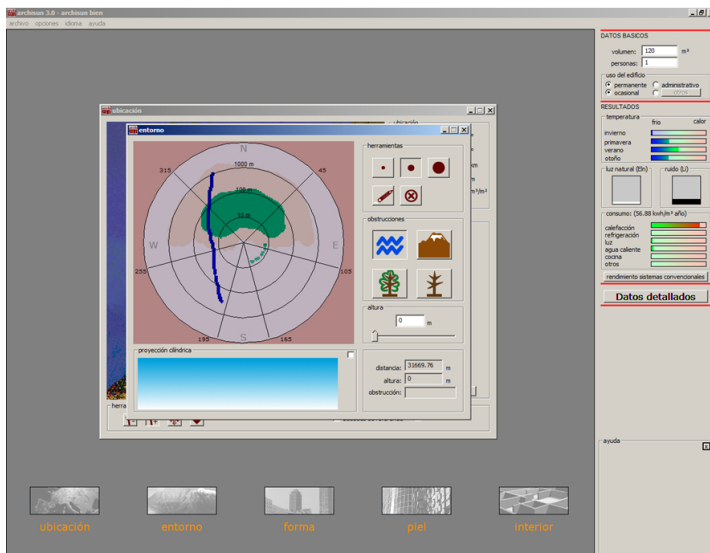 archisun 3.0 - archisun bien
archivo opciones idioma ayuda
ubicación
ubicación
entorno
N
1000 m
100 m
10 m
315
45
W
E
255
105
195
165
S
herramientas
obstrucciones
altura
0 m
proyección cilíndrica
distancia: 31669.76 m
altura: 0 m
obstrucción:
km
m
DATOS BASICOS
volumen: 120 m³
personas: 1
uso del edificio
permanente administrativo
ocasional otros
RESULTADOS
temperatura
frio calor
invierno
primavera
verano
otoño
luz natural (Eln) ruido (Li)
consumo: (56.88 kwh/m³ año)
calefacción
refrigeración
luz
agua caliente
cocina
otros
rendimiento sistemas convencionales
Datos detallados
ayuda
ubicación
entorno
forma
piel
interior